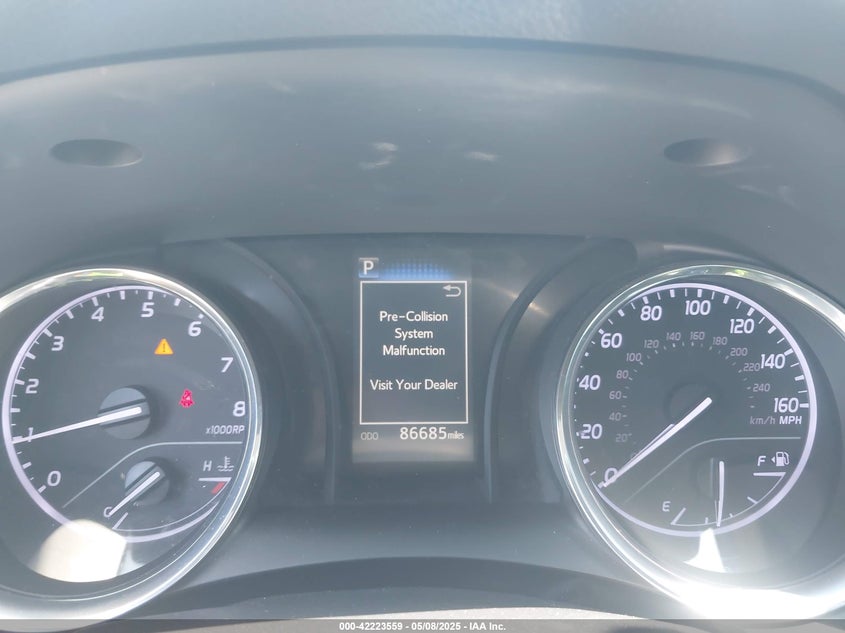 P
Pre-Collision
System
Malfunction
Visit Your Dealer
ODO 86685 miles
0
1
2
3
4
5
6
7
8
x1000RP
H
C
0
20
40
60
80
100
120
140
160
km/h MPH
20
40
60
80
100
120
140
160
180
200
220
240
E
F
000-42223559 - 05/08/2025 - IAA Inc.